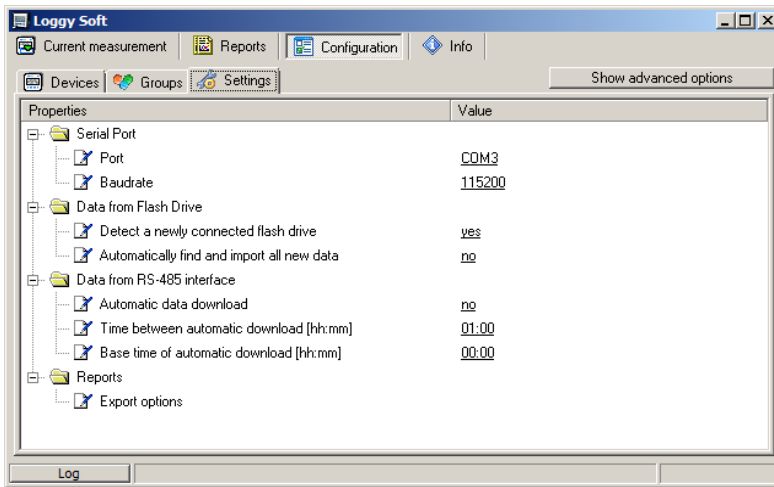 Loggy Soft
Current measurement Reports Configuration Info
Devices Groups Settings Show advanced options
Properties Value
Serial Port
Port COM3
Baudrate 115200
Data from Flash Drive
Detect a newly connected flash drive yes
Automatically find and import all new data no
Data from RS-485 interface
Automatic data download no
Time between automatic download [hh:mm] 01:00
Base time of automatic download [hh:mm] 00:00
Reports
Export options
Log